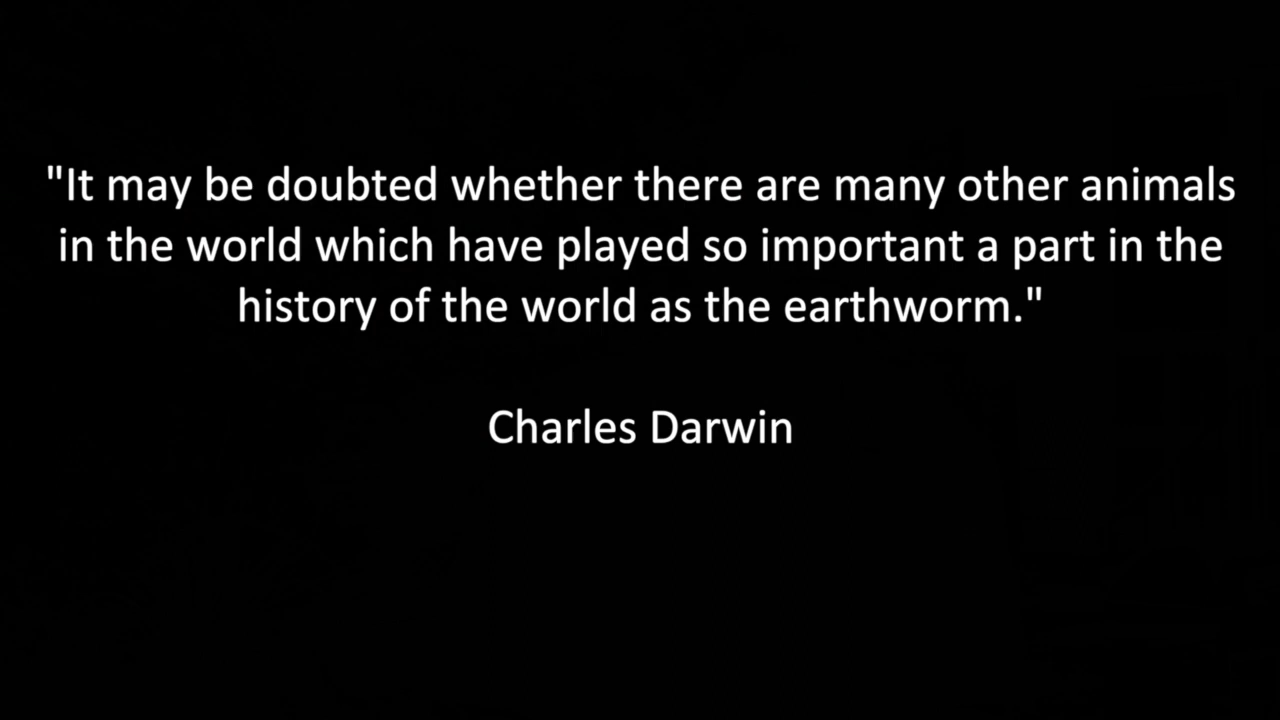 "It may be doubted whether there are many other animals
in the world which have played so important a part in the
history of the world as the earthworm."
Charles Darwin